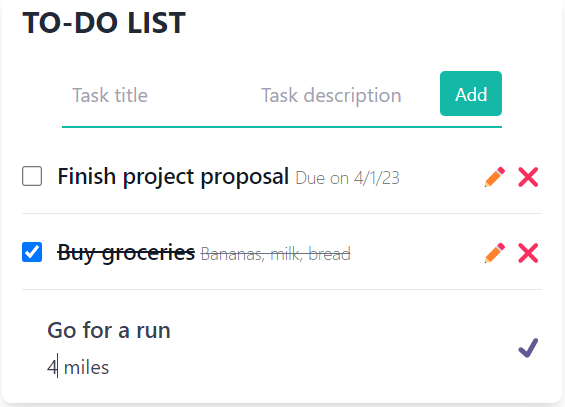 TO-DO LIST
Task title Task description Add
Finish project proposal Due on 4/1/23
Buy groceries Bananas, milk, bread
Go for a run
4 miles